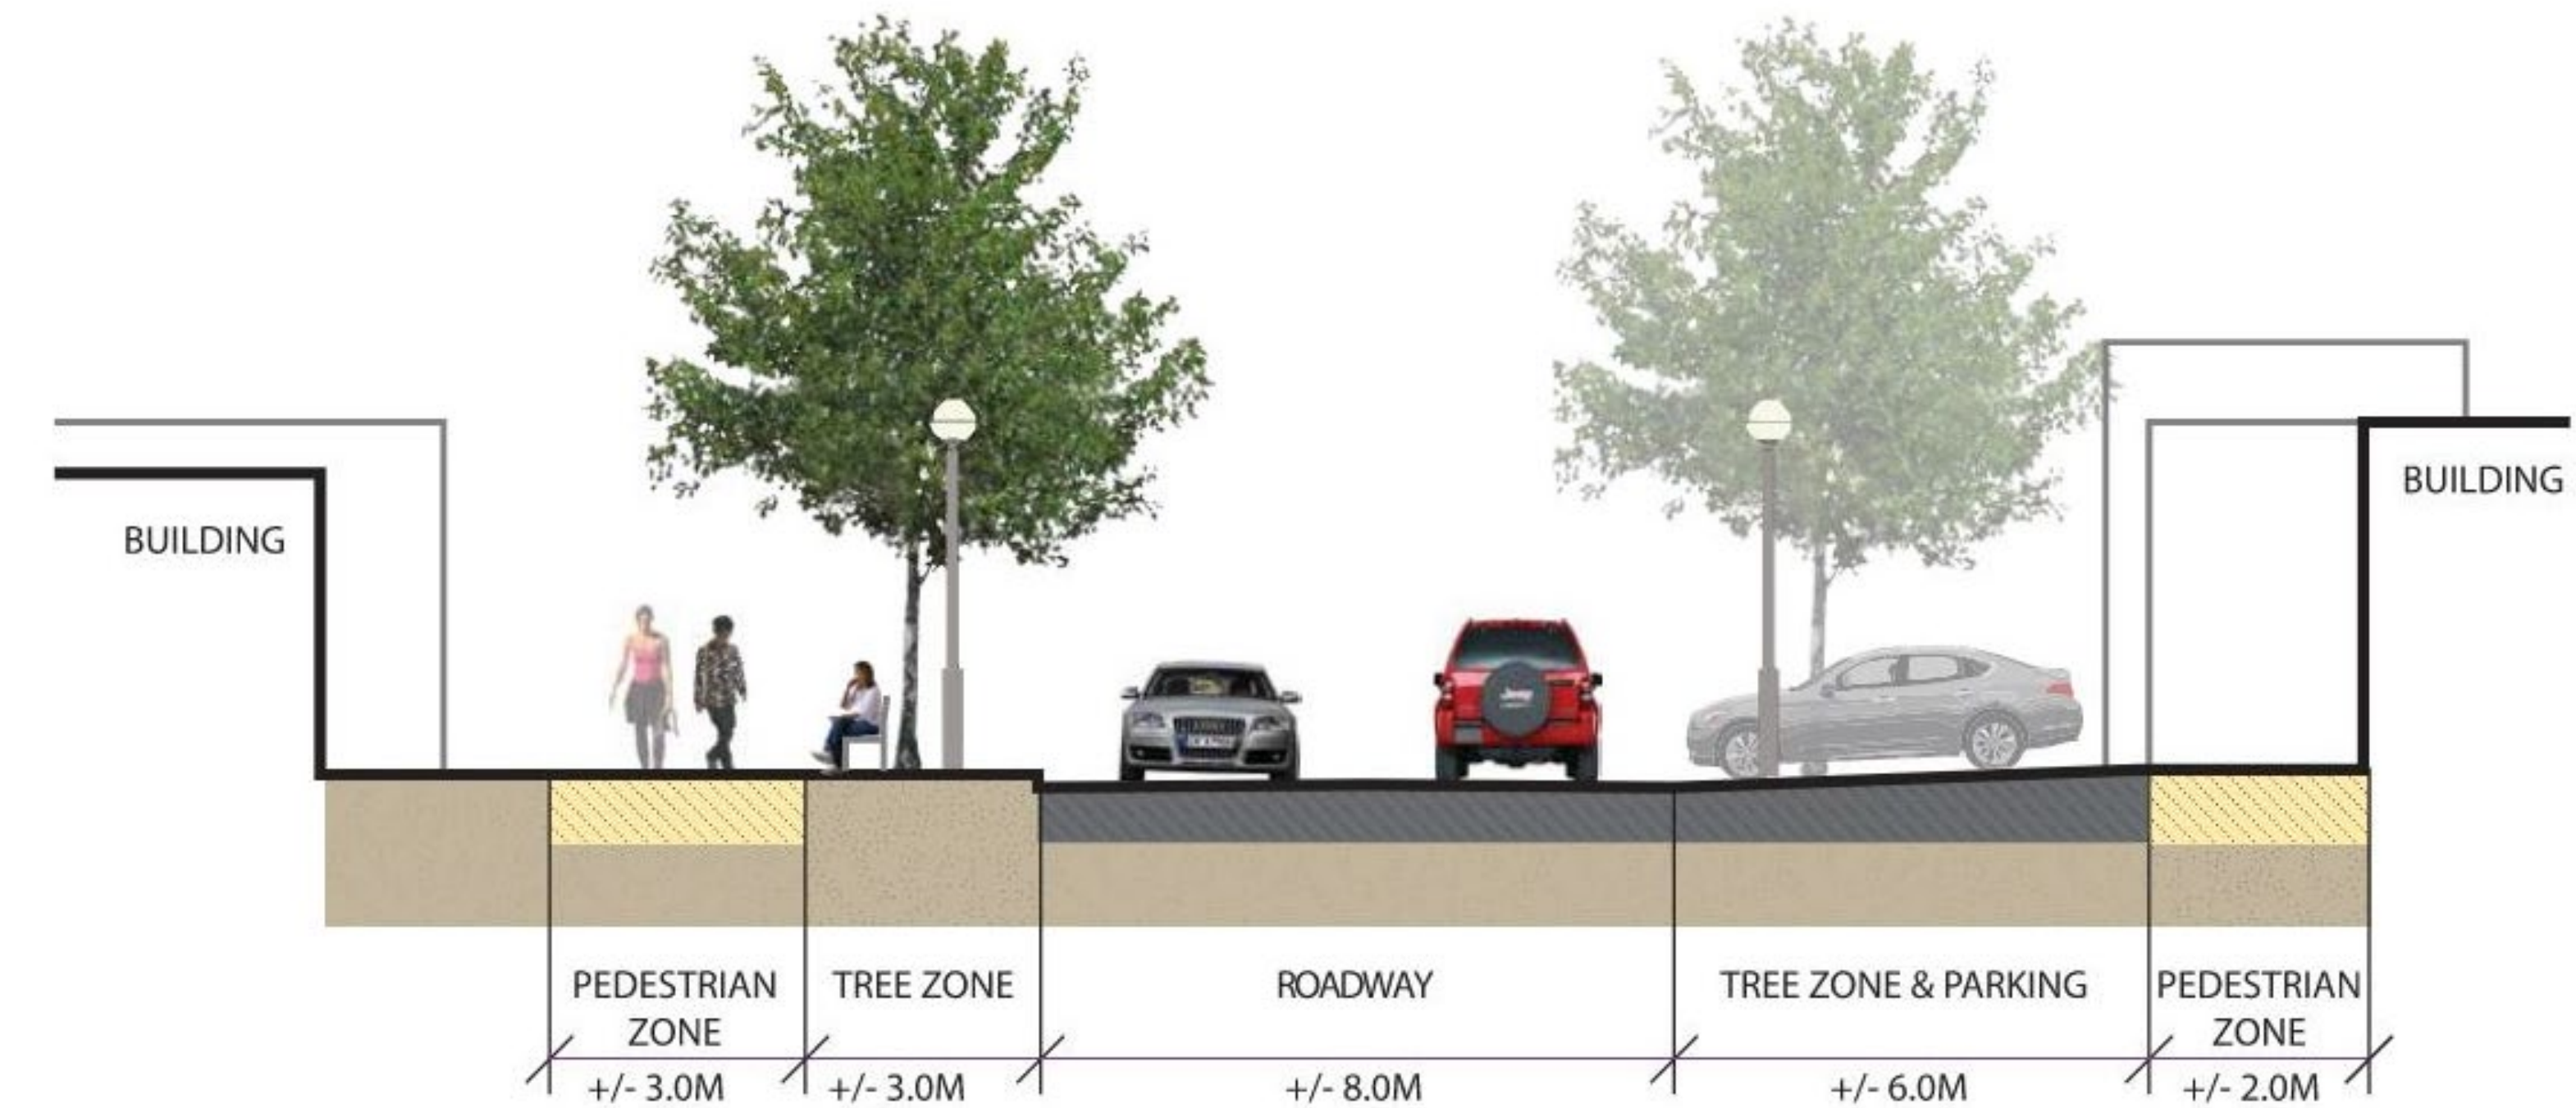 BUILDING
BUILDING
PEDESTRIAN
ZONE
TREE ZONE
ROADWAY
TREE ZONE & PARKING
PEDESTRIAN
ZONE
+/- 3.0M
+/- 3.0M
+/- 8.0M
+/- 6.0M
+/- 2.0M
Jeep